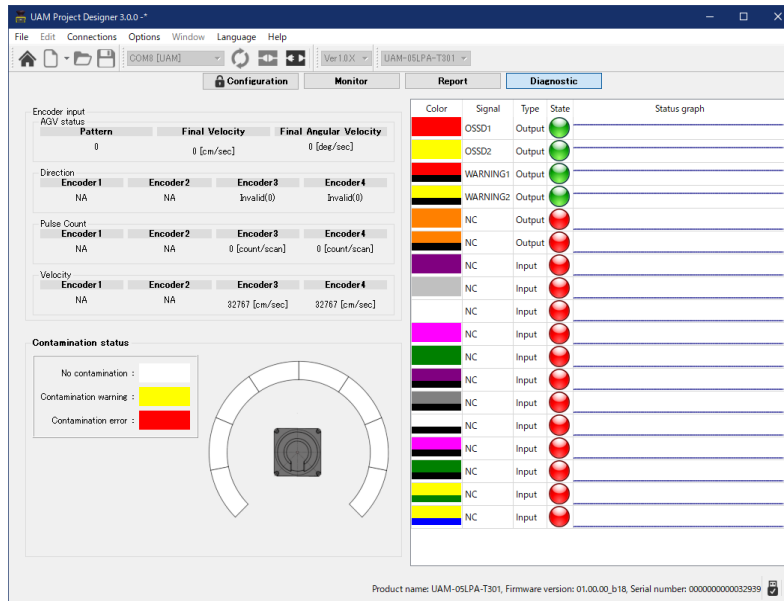 UAM Project Designer 3.0.0 -*
File Edit Connections Options Window Language Help
COM8 [UAM] Ver1.0.X UAM-05LPA-T301
Configuration Monitor Report Diagnostic
Encoder input
AGV status
Pattern Final Velocity Final Angular Velocity
0 0 [cm/sec] 0 [deg/sec]
Direction
Encoder1 Encoder2 Encoder3 Encoder4
NA NA Invalid(0) Invalid(0)
Pulse Count
Encoder1 Encoder2 Encoder3 Encoder4
NA NA 0 [count/scan] 0 [count/scan]
Velocity
Encoder1 Encoder2 Encoder3 Encoder4
NA NA 32767 [cm/sec] 32767 [cm/sec]
Contamination status
No contamination :
Contamination warning :
Contamination error :
Color Signal Type State Status graph
OSSD1 Output
OSSD2 Output
WARNING1 Output
WARNING2 Output
NC Output
NC Output
NC Input
NC Input
NC Input
NC Input
NC Input
NC Input
NC Input
NC Input
NC Input
NC Input
NC Input
NC Input
Product name: UAM-05LPA-T301, Firmware version: 01.00.00_b18, Serial number: 0000000000032939